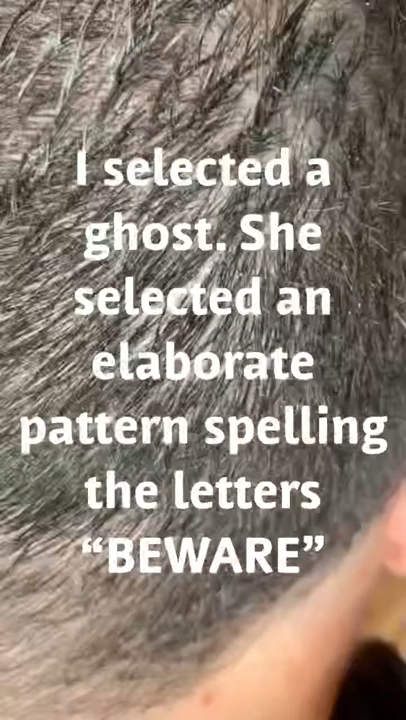 I selected a
ghost. She
selected an
elaborate
pattern spelling
the letters
“BEWARE”